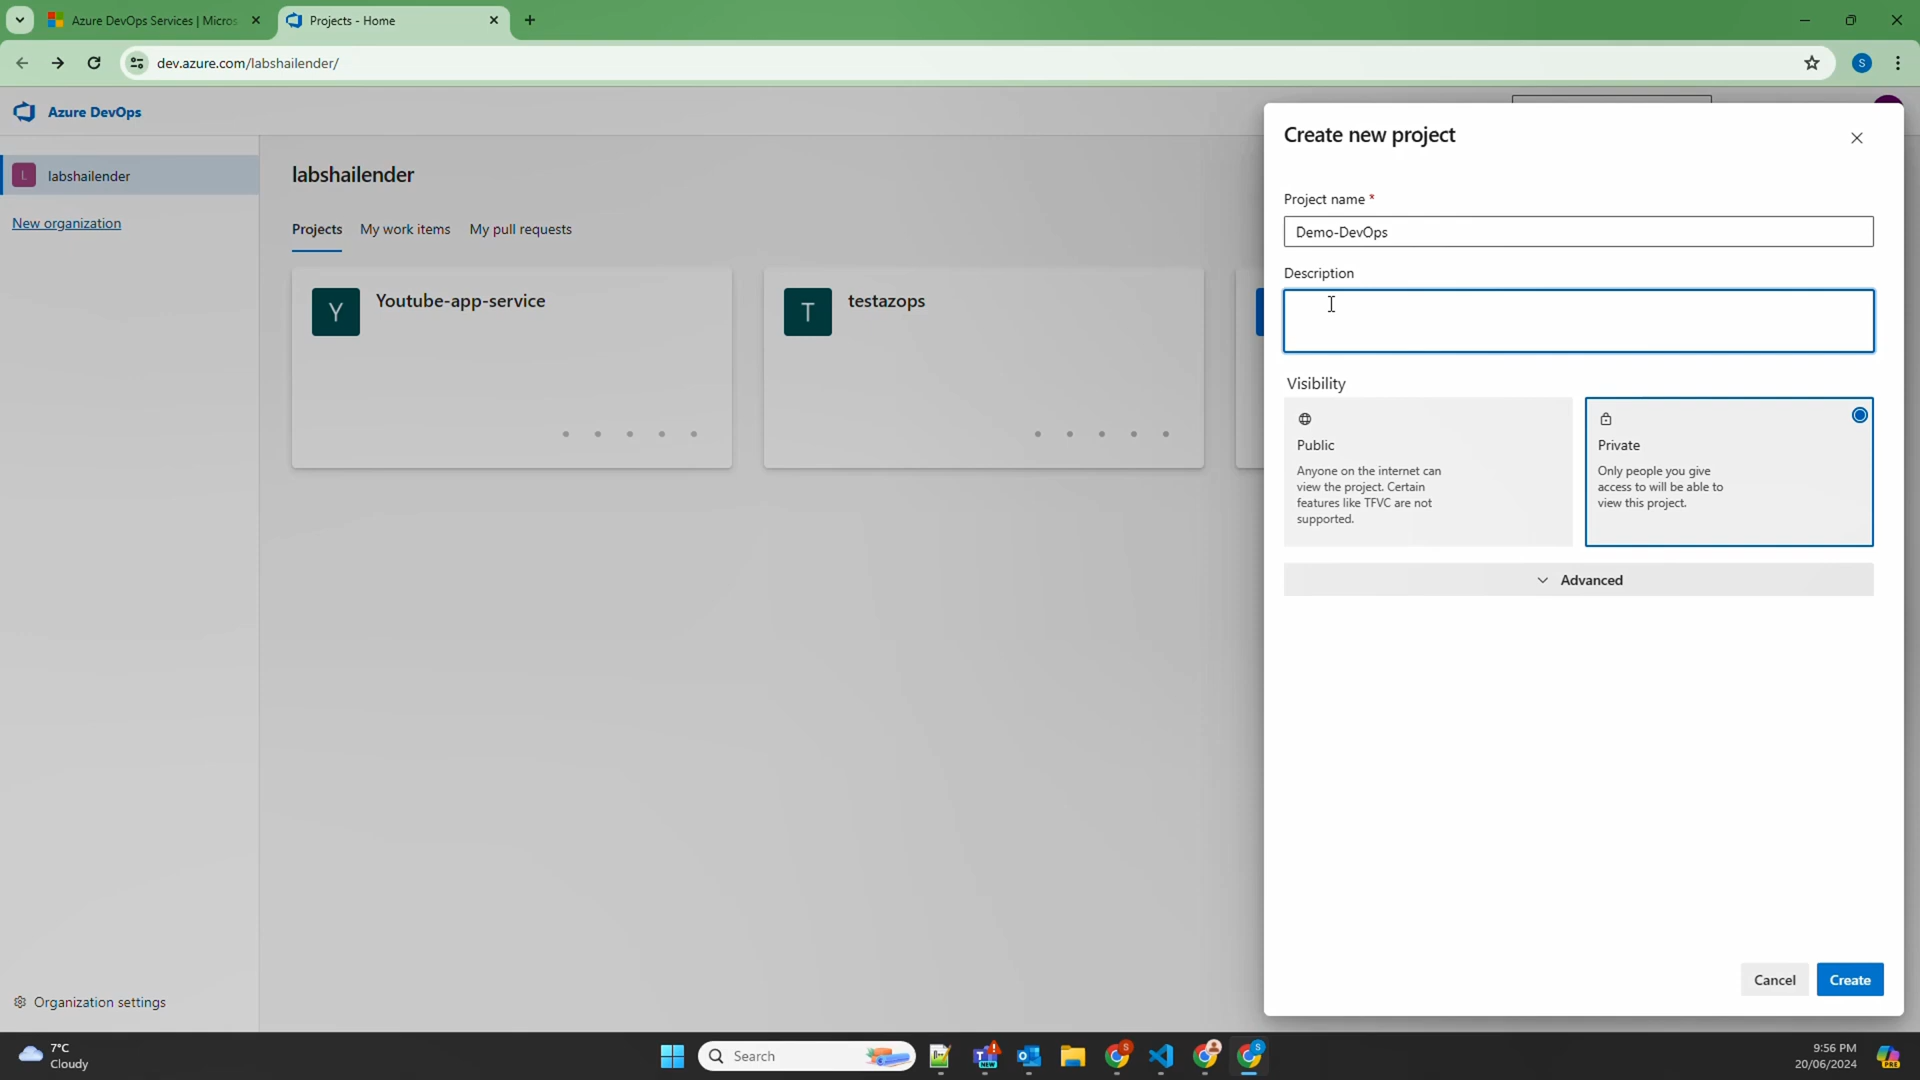 Azure DevOps Services | Micros
Projects - Home
dev.azure.com/labshailender/
S
Azure DevOps
L
labshailender
New organization
labshailender
Projects
My work items
My pull requests
Y
Youtube-app-service
T
testazops
Create new project
Project name *
Demo-DevOps
Description
Visibility
Public
Anyone on the internet can
view the project. Certain
features like TFVC are not
supported.
Private
Only people you give
access to will be able to
view this project.
Advanced
Cancel
Create
Organization settings
7°C
Cloudy
Search
NEW
S
S
9:56 PM
20/06/2024
PRE